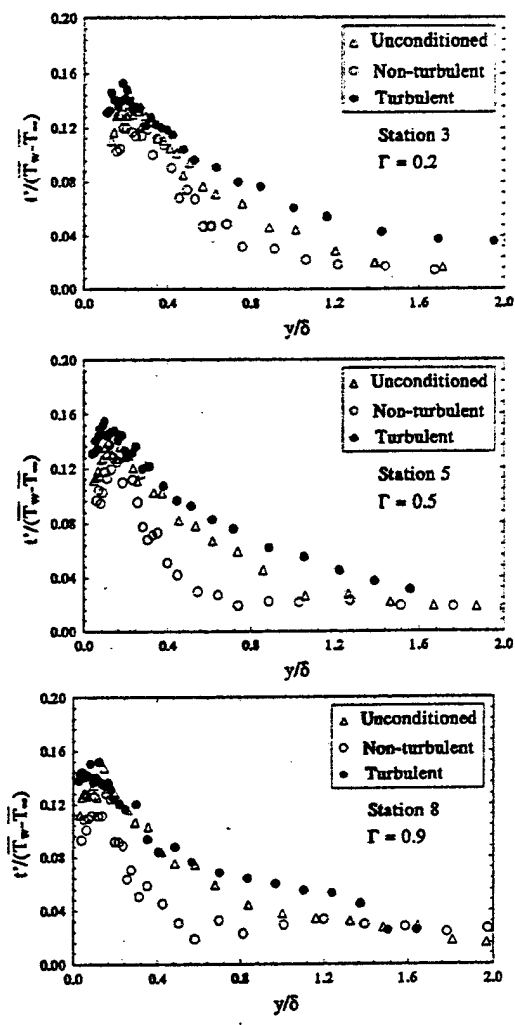 0.20
0.16
0.12
0.08
0.04
0.00
t'/(T̅w-T̅∞)
△ Unconditioned
○ Non-turbulent
● Turbulent
Station 3
Γ = 0.2
0.0 0.4 0.8 1.2 1.6 2.0
y/δ
0.20
0.16
0.12
0.08
0.04
0.00
t'/(T̅w-T̅∞)
△ Unconditioned
○ Non-turbulent
● Turbulent
Station 5
Γ = 0.5
0.0 0.4 0.8 1.2 1.6 2.0
y/δ
0.20
0.16
0.12
0.08
0.04
0.00
t'/(T̅w-T̅∞)
△ Unconditioned
○ Non-turbulent
● Turbulent
Station 8
Γ = 0.9
0.0 0.4 0.8 1.2 1.6 2.0
y/δ